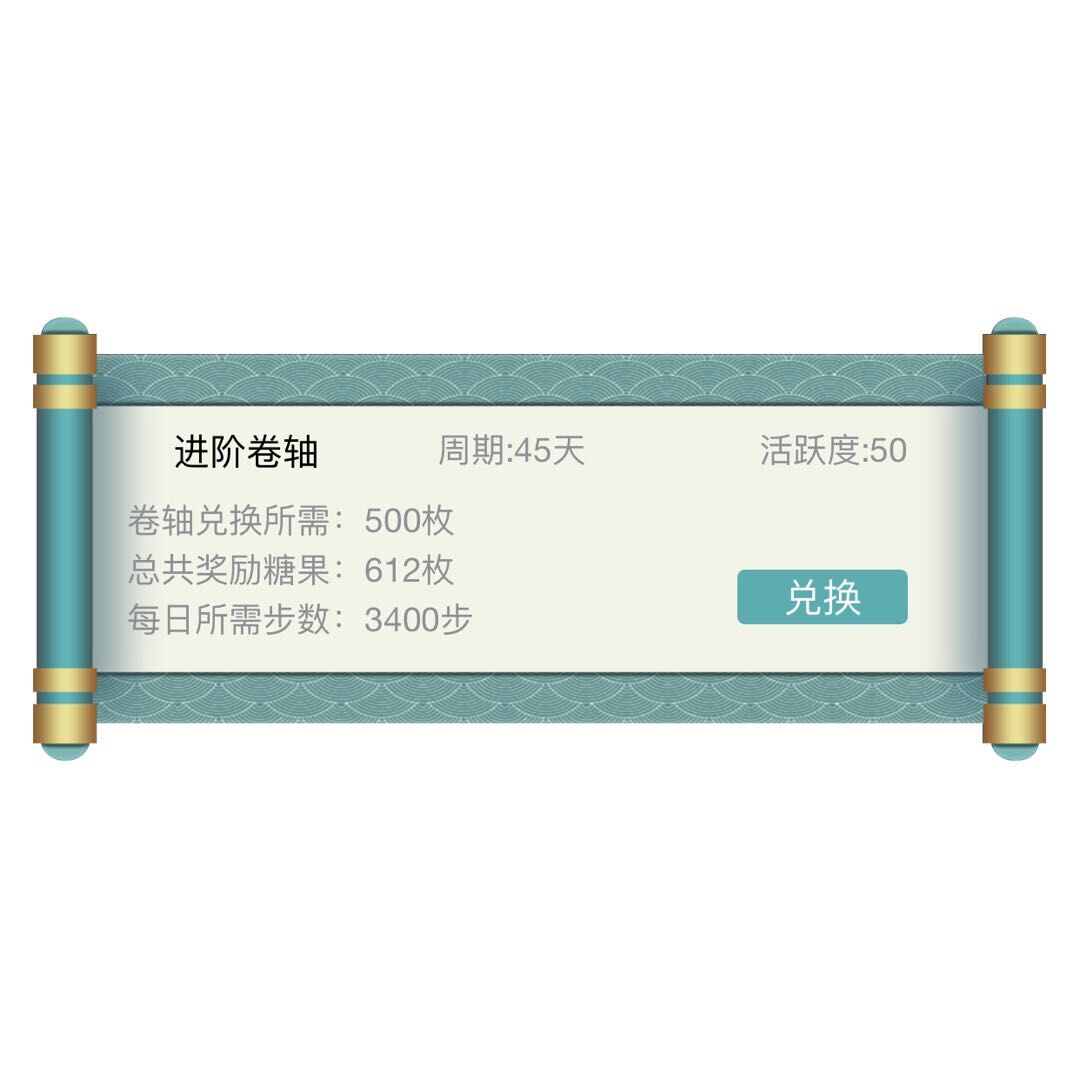 进阶卷轴 周期:45天 活跃度:50
卷轴兑换所需：500枚
总共奖励糖果：612枚
每日所需步数：3400步
兑换